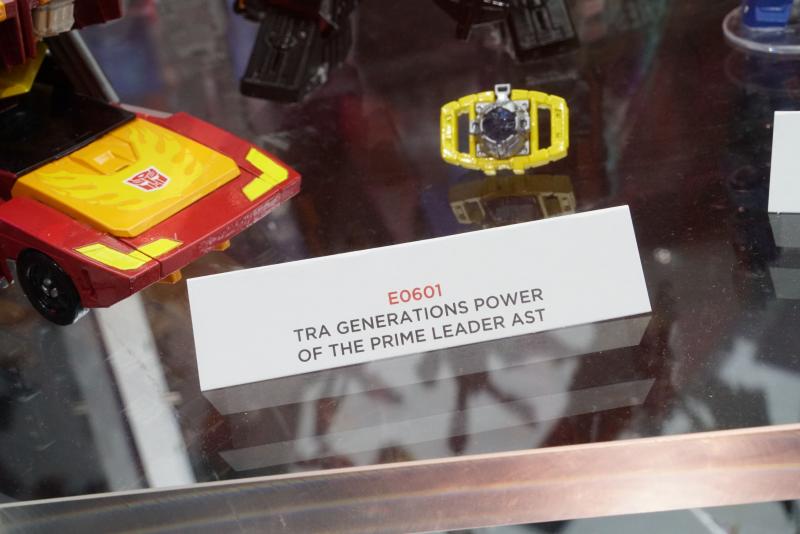 E0601
TRA GENERATIONS POWER
OF THE PRIME LEADER AST